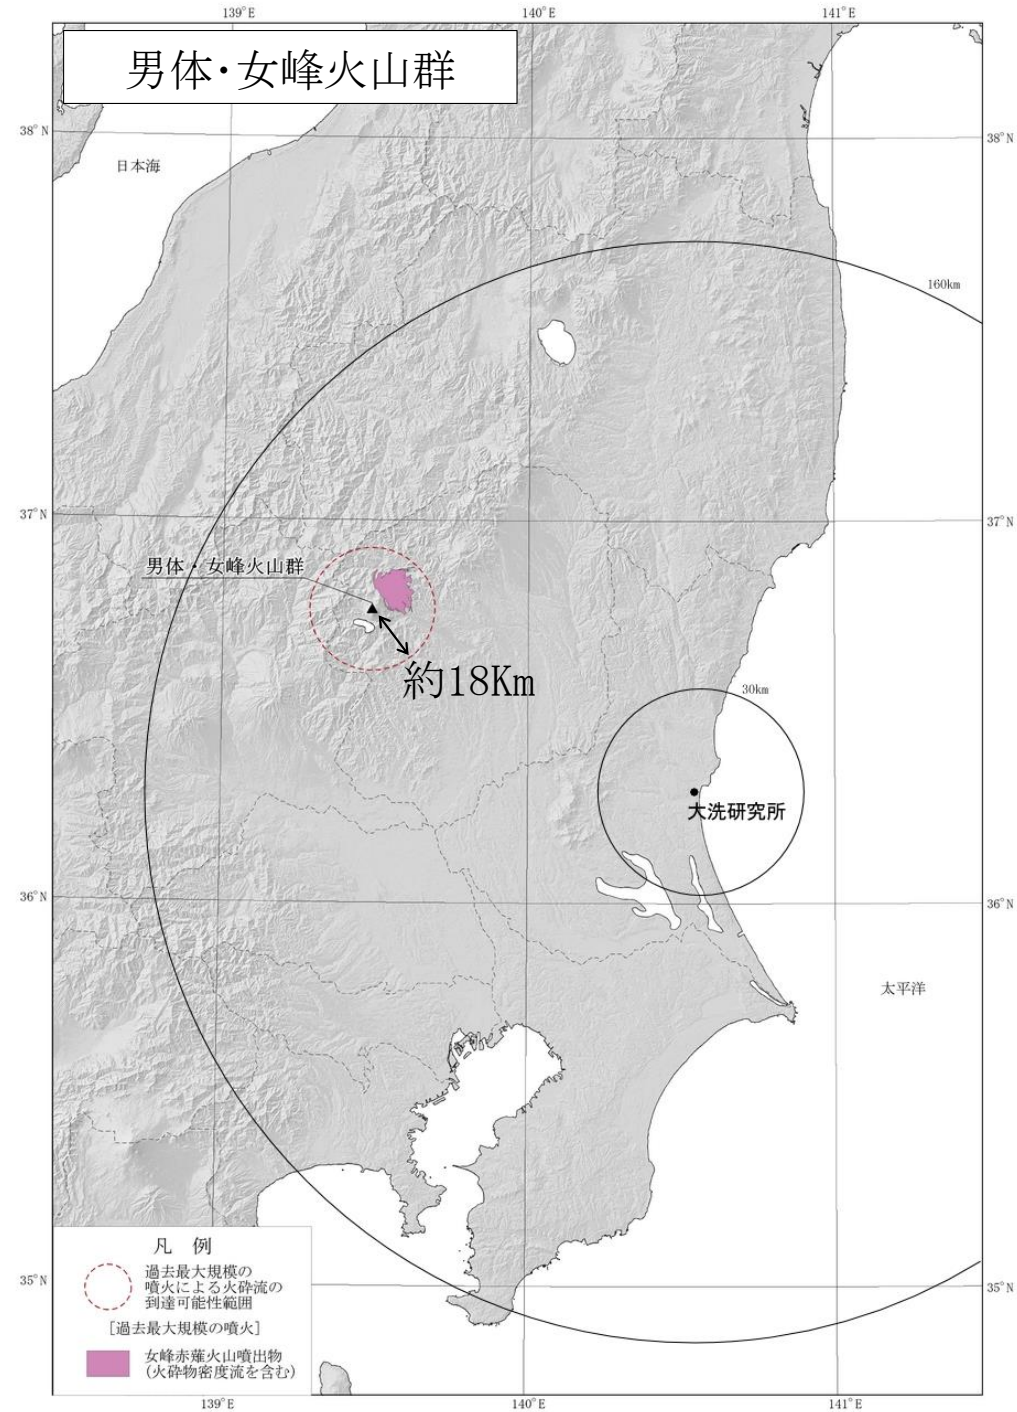 139°E
140°E
141°E
男体・女峰火山群
38°N
38°N
日本海
160km
37°N
37°N
男体・女峰火山群
約18Km
30km
大洗研究所
36°N
36°N
太平洋
凡 例
過去最大規模の
噴火による火砕流の
到達可能性範囲
[過去最大規模の噴火]
女峰赤薙火山噴出物
(火砕物密度流を含む)
35°N
35°N
139°E
140°E
141°E